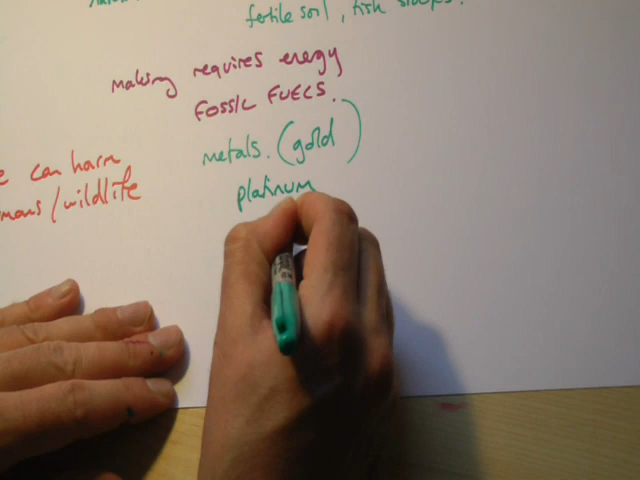 fertile soil, fish stocks.
making requires energy
FOSSIL FUELS.
metals. (gold)
platinum
can harm
/wildlife